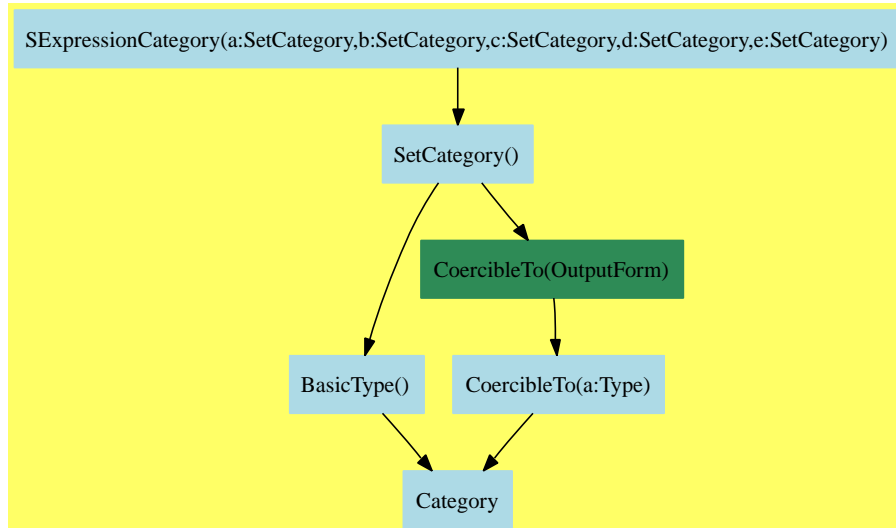 SExpressionCategory(a:SetCategory,b:SetCategory,c:SetCategory,d:SetCategory,e:SetCategory)
SetCategory()
CoercibleTo(OutputForm)
BasicType()
CoercibleTo(a:Type)
Category